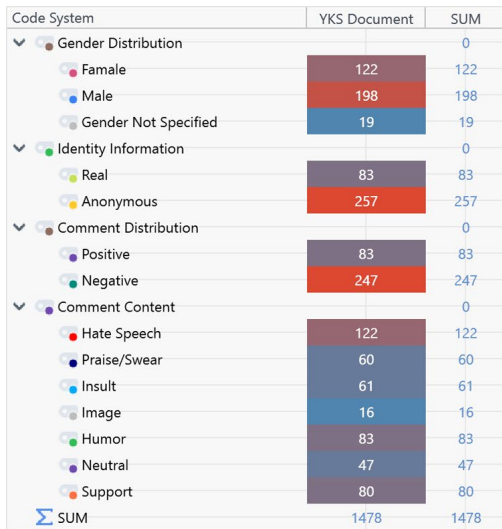 Code System YKS Document SUM
Gender Distribution 0
Famale 122 122
Male 198 198
Gender Not Specified 19 19
Identity Information 0
Real 83 83
Anonymous 257 257
Comment Distribution 0
Positive 83 83
Negative 247 247
Comment Content 0
Hate Speech 122 122
Praise/Swear 60 60
Insult 61 61
Image 16 16
Humor 83 83
Neutral 47 47
Support 80 80
Σ SUM 1478 1478